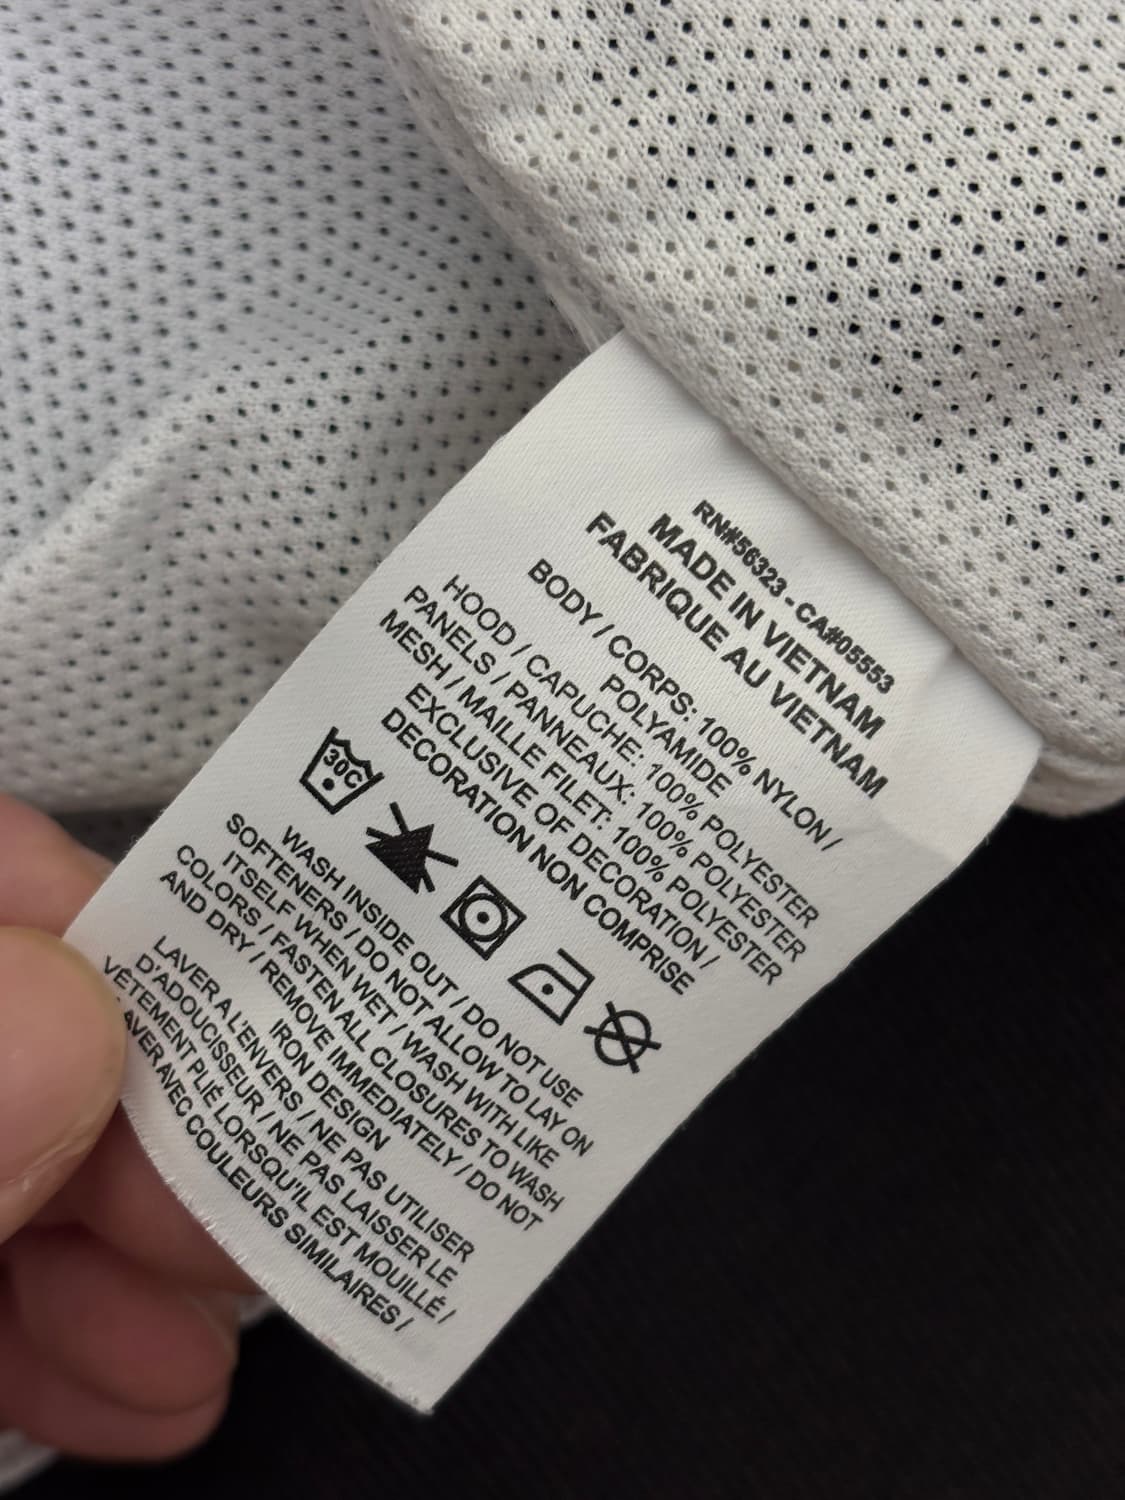 RN#56323 - CA#05553
MADE IN VIETNAM
FABRIQUE AU VIETNAM
BODY / CORPS: 100% NYLON /
POLYAMIDE
HOOD / CAPUCHE: 100% POLYESTER
PANELS / PANNEAUX: 100% POLYESTER
MESH / MAILLE FILET: 100% POLYESTER
EXCLUSIVE OF DECORATION /
DECORATION NON COMPRISE
30C
WASH INSIDE OUT / DO NOT USE
SOFTENERS / DO NOT ALLOW TO LAY ON
ITSELF WHEN WET / WASH WITH LIKE
COLORS / FASTEN ALL CLOSURES TO WASH
AND DRY / REMOVE IMMEDIATELY / DO NOT
IRON DESIGN
LAVER A L'ENVERS / NE PAS UTILISER
D'ADOUCISSEUR / NE PAS LAISSER LE
VÊTEMENT PLIÉ LORSQU'IL EST MOUILLÉ /
LAVER AVEC COULEURS SIMILAIRES /